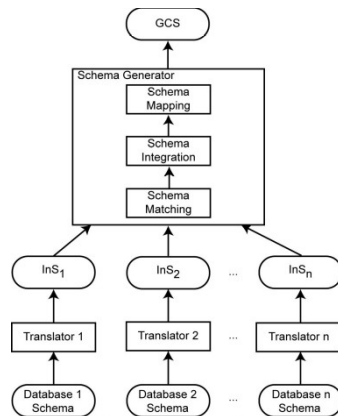 GCS
Schema Generator
Schema
Mapping
Schema
Integration
Schema
Matching
InS1
InS2
...
InSn
Translator 1
Translator 2
...
Translator n
Database 1
Schema
Database 2
Schema
...
Database n
Schema